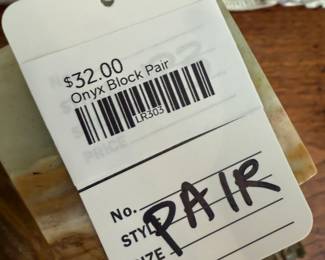 $32.00
Onyx Block Pair
LR303
PRICE
No.
STYLE
PAIR
SIZE